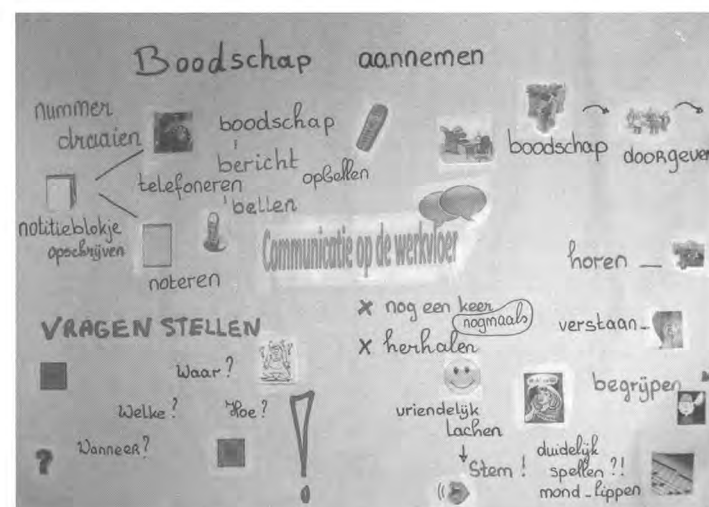 Boodschap aannemen
nummer
draaien
boodschap
bericht
telefoneren
opbellen
bellen
boodschap
doorgeven
notitieblokje
opschrijven
noteren
Communicatie op de werkvloer
horen
VRAGEN STELLEN
x nog een keer
nogmaals
x herhalen
verstaan
Waar?
begrijpen
Welke?
Hoe?
!
vriendelijk
Lachen
Wanneer?
?
Stem!
duidelijk
spellen?!
mond-lippen